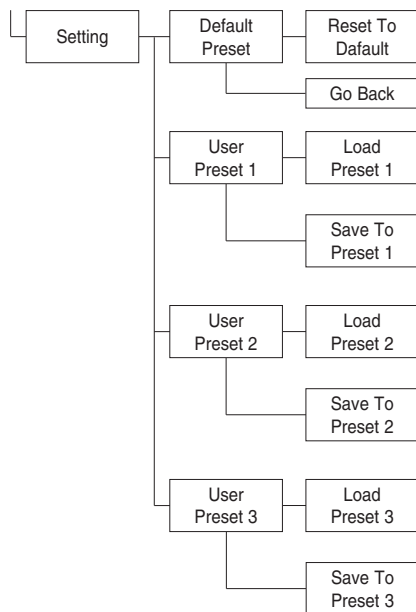 Setting
Default
Preset
Reset To
Dafault
Go Back
User
Preset 1
Load
Preset 1
Save To
Preset 1
User
Preset 2
Load
Preset 2
Save To
Preset 2
User
Preset 3
Load
Preset 3
Save To
Preset 3